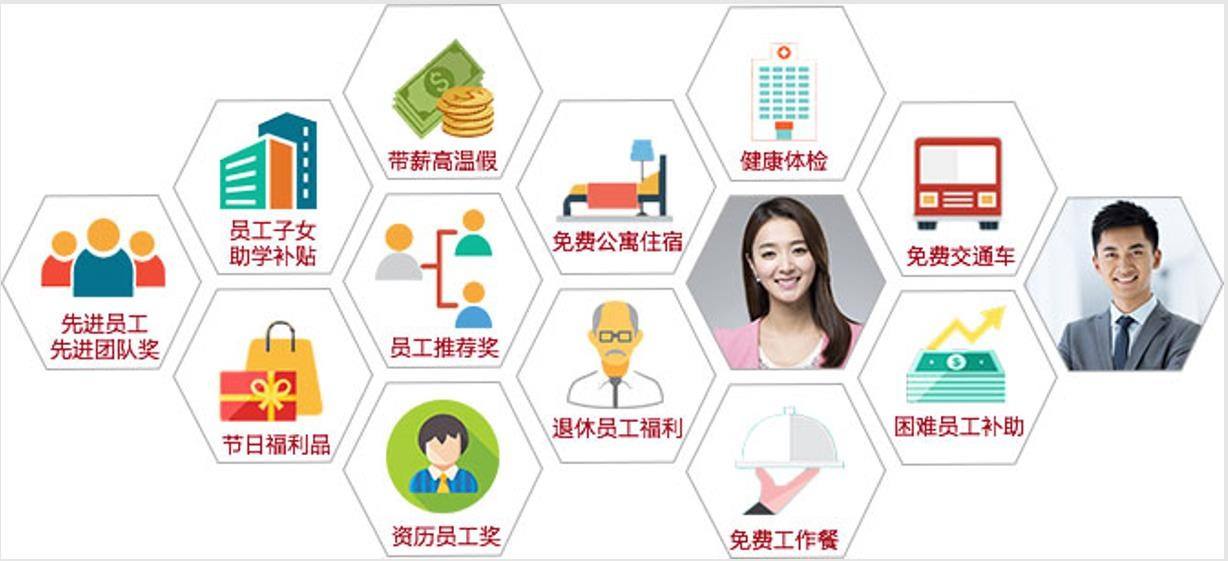 带薪高温假
健康体检
员工子女
助学补贴
免费公寓住宿
免费交通车
先进员工
先进团队奖
员工推荐奖
节日福利品
退休员工福利
困难员工补助
资历员工奖
免费工作餐